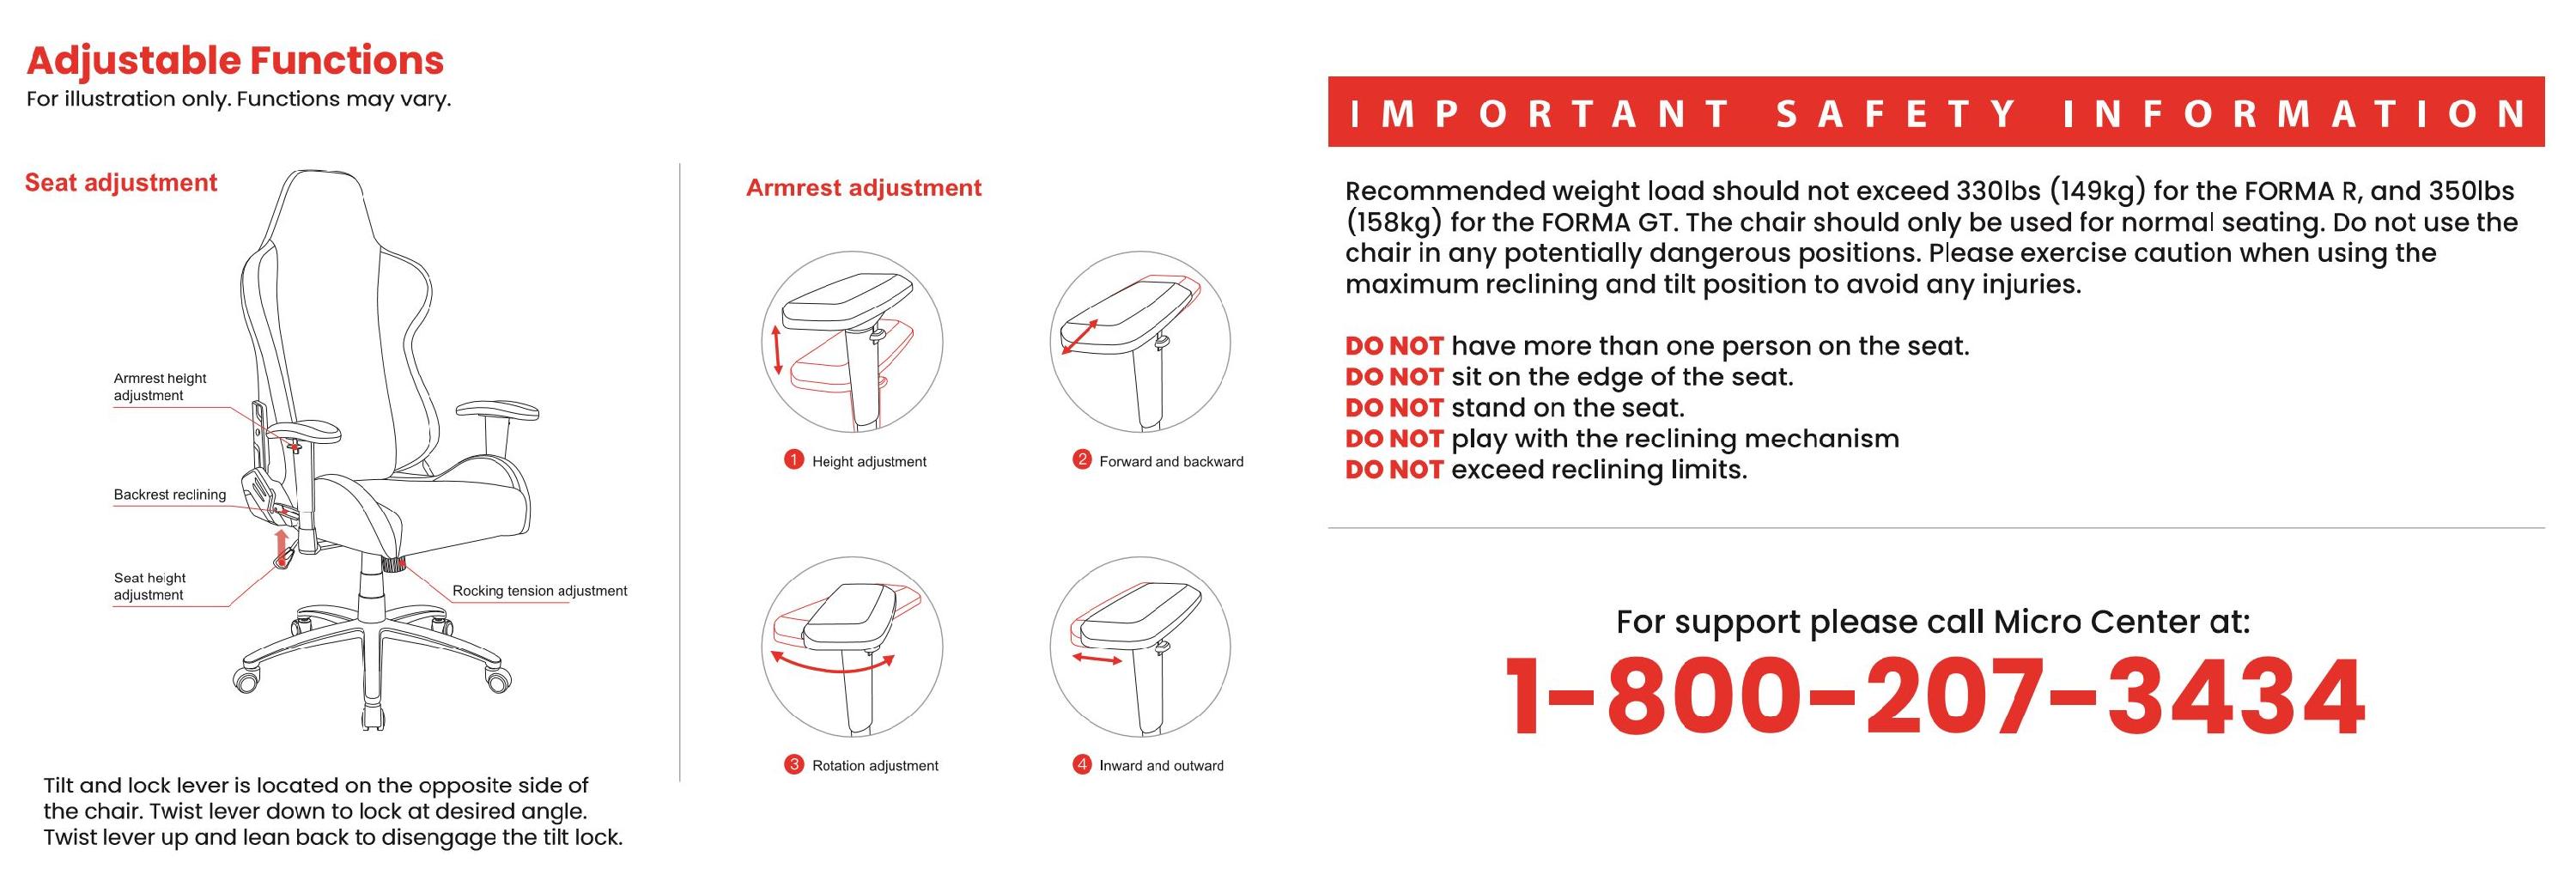 Adjustable Functions
For illustration only. Functions may vary.
Seat adjustment
Armrest height
adjustment
Backrest reclining
Seat height
adjustment
Rocking tension adjustment
Tilt and lock lever is located on the opposite side of
the chair. Twist lever down to lock at desired angle.
Twist lever up and lean back to disengage the tilt lock.
Armrest adjustment
1 Height adjustment
2 Forward and backward
3 Rotation adjustment
4 Inward and outward
IMPORTANT SAFETY INFORMATION
Recommended weight load should not exceed 330lbs (149kg) for the FORMA R, and 350lbs
(158kg) for the FORMA GT. The chair should only be used for normal seating. Do not use the
chair in any potentially dangerous positions. Please exercise caution when using the
maximum reclining and tilt position to avoid any injuries.
DO NOT have more than one person on the seat.
DO NOT sit on the edge of the seat.
DO NOT stand on the seat.
DO NOT play with the reclining mechanism
DO NOT exceed reclining limits.
For support please call Micro Center at:
1-800-207-3434